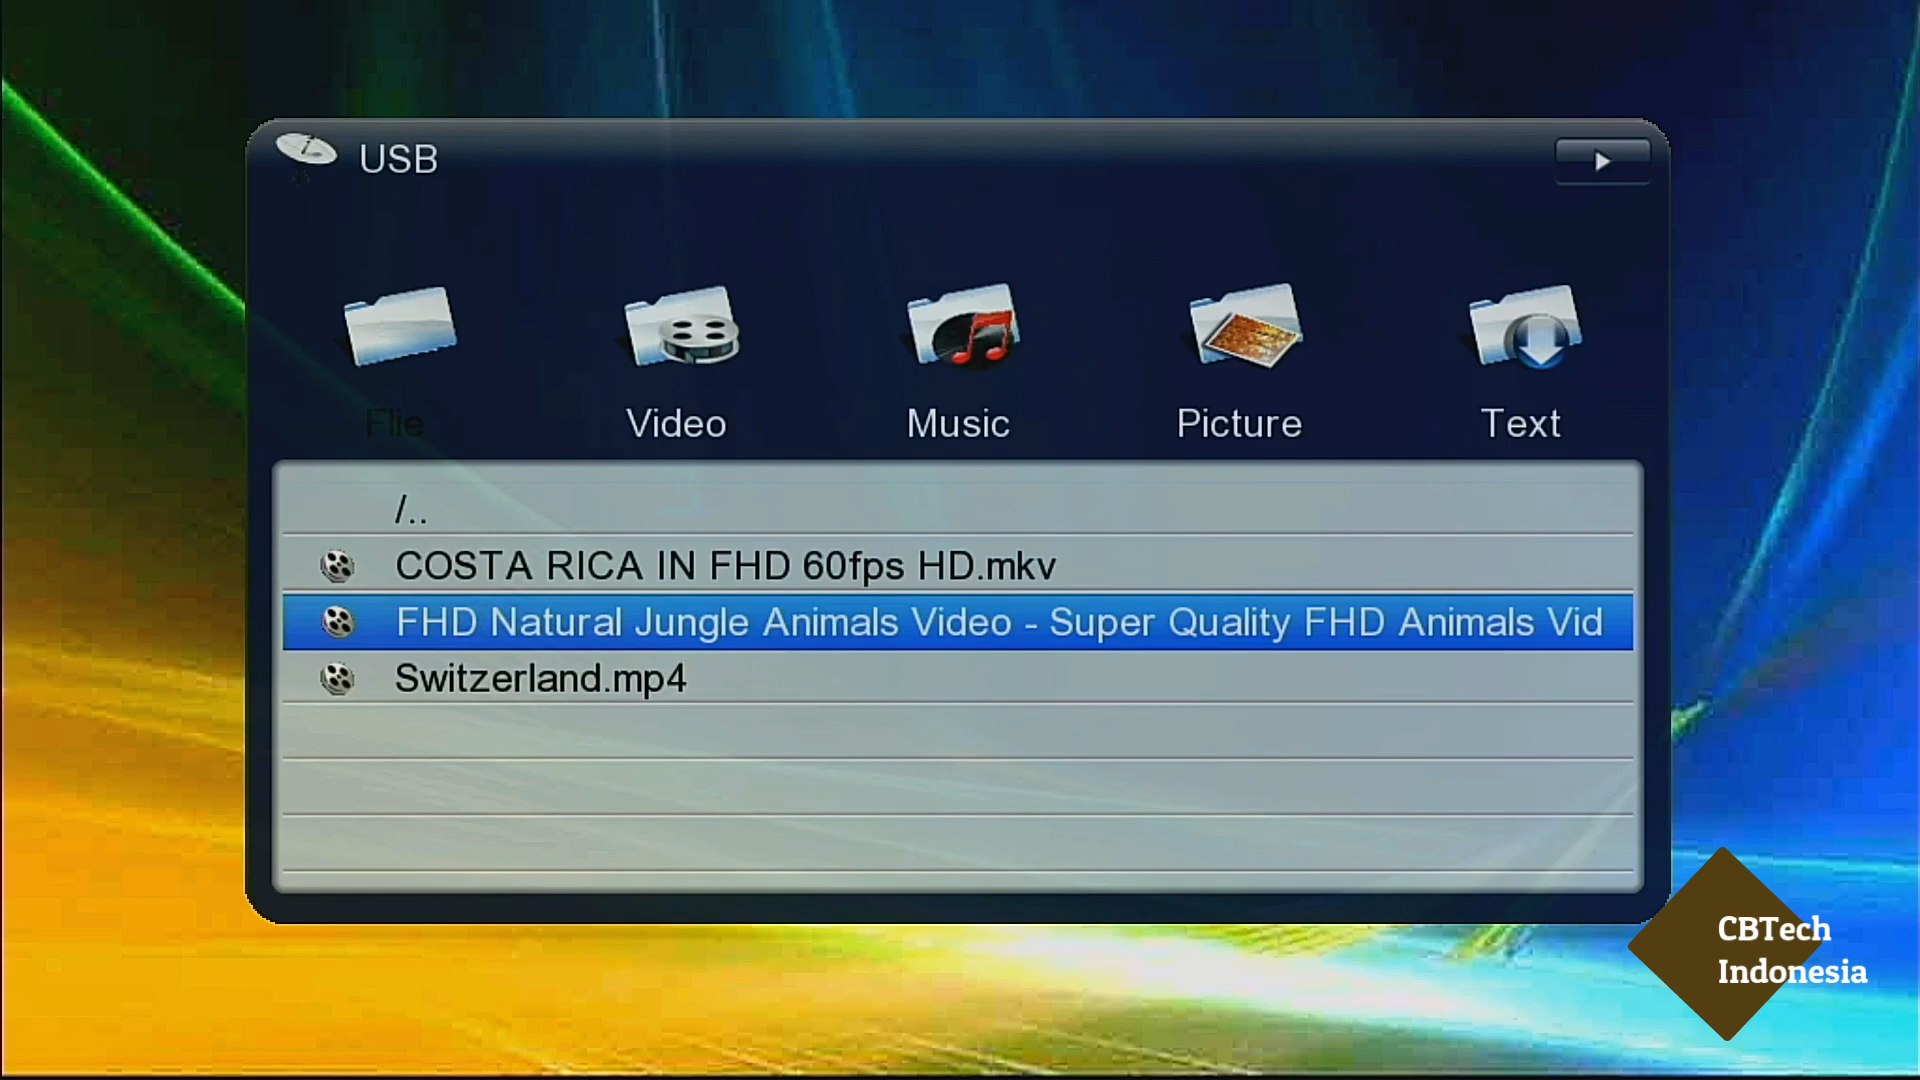 USB
Flie
Video
Music
Picture
Text
/..
COSTA RICA IN FHD 60fps HD.mkv
FHD Natural Jungle Animals Video - Super Quality FHD Animals Vid
Switzerland.mp4
CBTech
Indonesia